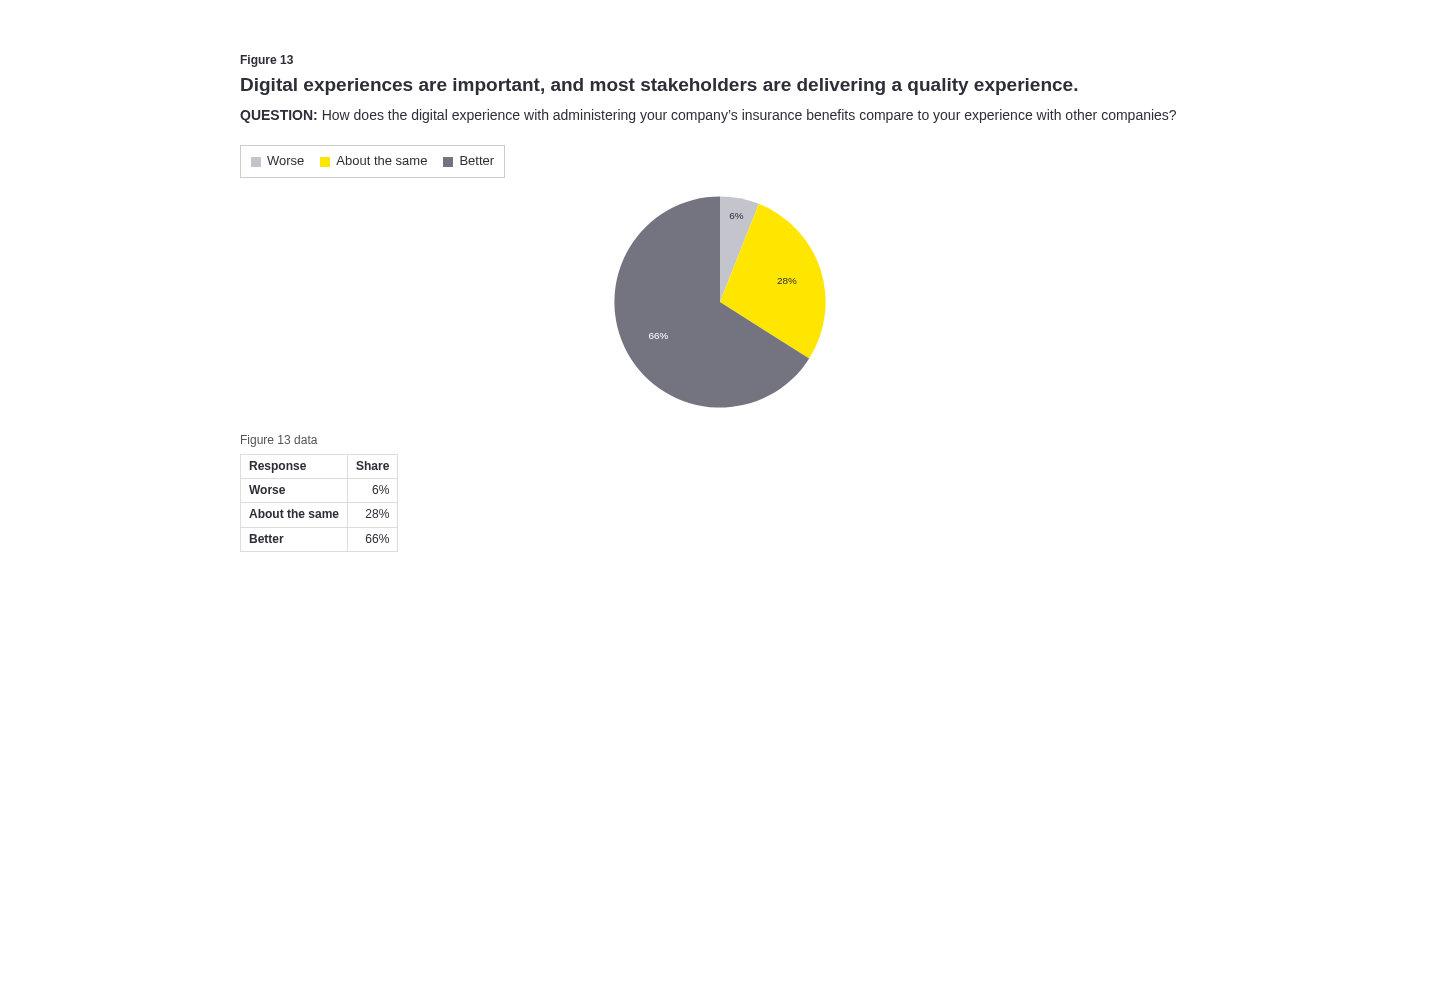 Figure 13
Digital experiences are important, and most stakeholders are delivering a quality experience.
QUESTION: How does the digital experience with administering your company’s insurance benefits compare to your experience with other companies?
Worse About the same Better
6%
28%
66%
Figure 13 data
Response Share
Worse 6%
About the same 28%
Better 66%